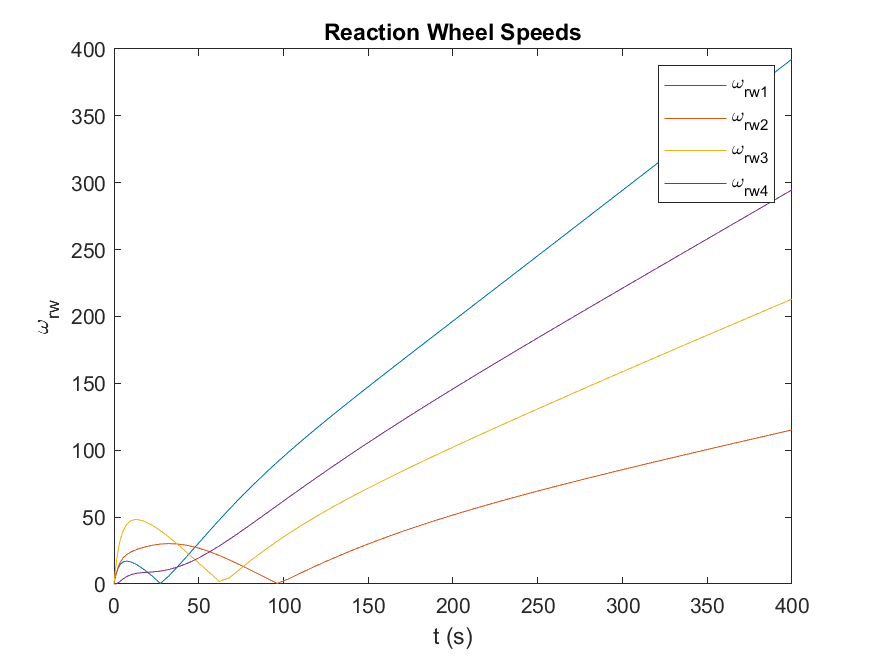 Reaction Wheel Speeds
400
350
300
250
200
150
100
50
0
ω_rw
ω_rw1
ω_rw2
ω_rw3
ω_rw4
0 50 100 150 200 250 300 350 400
t (s)